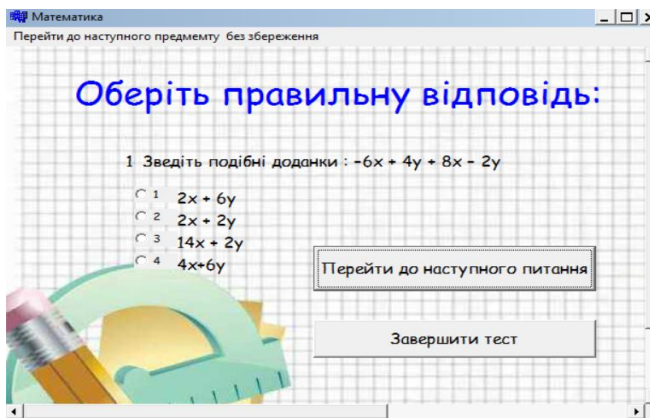 Математика
Перейти до наступного предмемту без збереження
Оберіть правильну відповідь:
1 Зведіть подібні доданки : -6x + 4y + 8x - 2y
1 2x + 6y
2 2x + 2y
3 14x + 2y
4 4x+6y
Перейти до наступного питання
Завершити тест